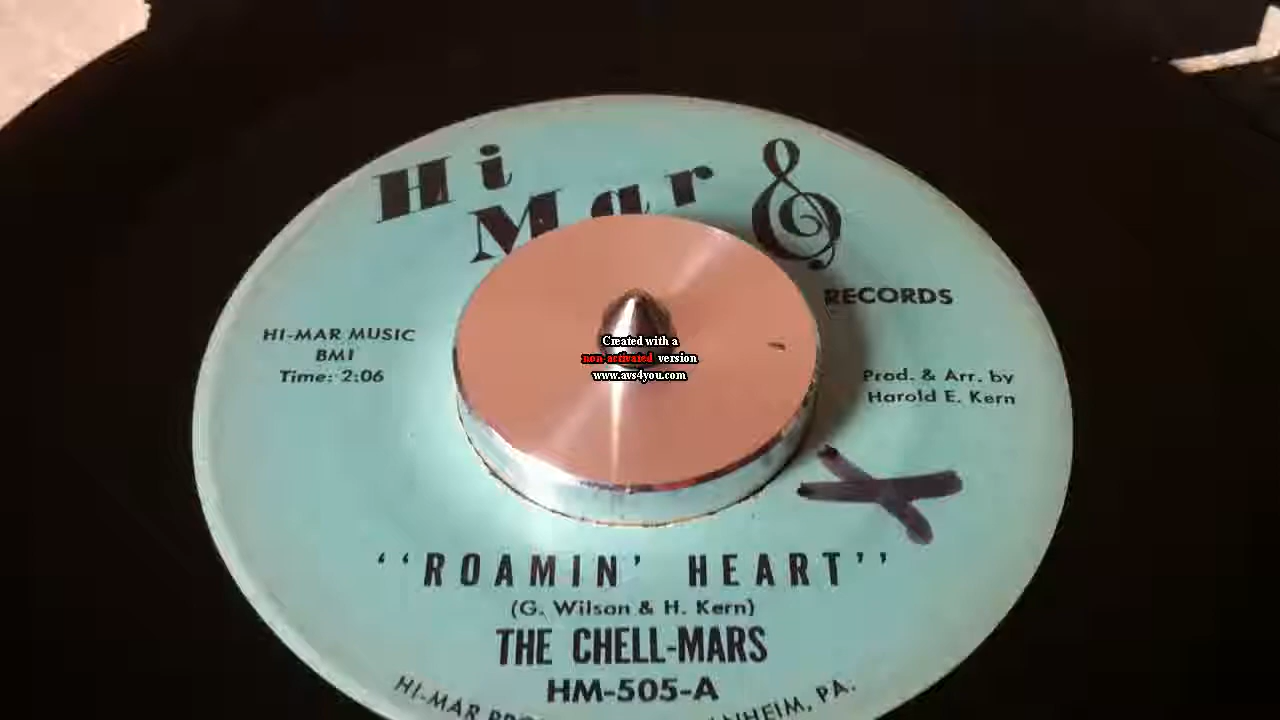 Hi
Mar
RECORDS
HI-MAR MUSIC
BMI
Time: 2:06
Prod. & Arr. by
Harold E. Kern
Created with a
non-activated version
www.avs4you.com
‘‘ROAMIN’ HEART’’
(G. Wilson & H. Kern)
THE CHELL-MARS
HM-505-A
HI-MAR PA.